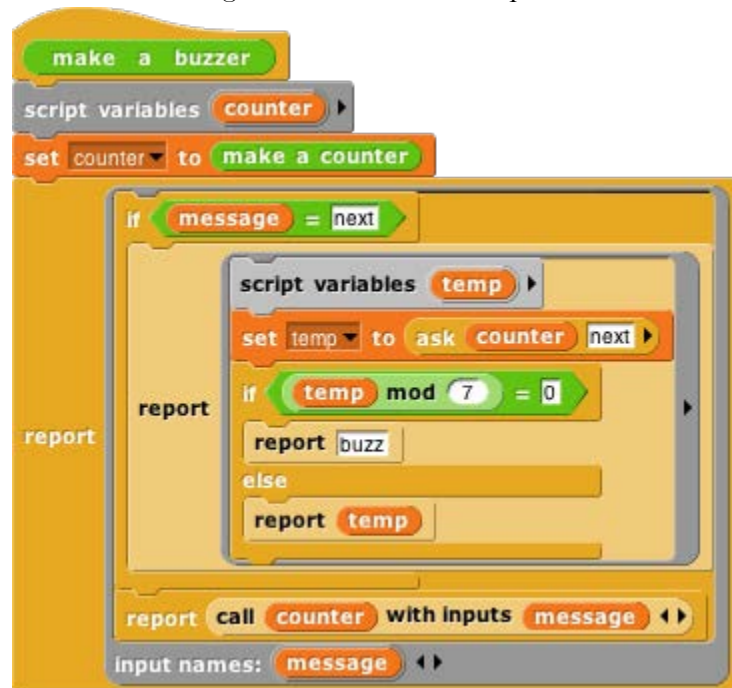 make a buzzer
script variables counter
set counter to make a counter
report
if message = next
report
script variables temp
set temp to ask counter next
if temp mod 7 = 0
report buzz
else
report temp
report call counter with inputs message
input names: message